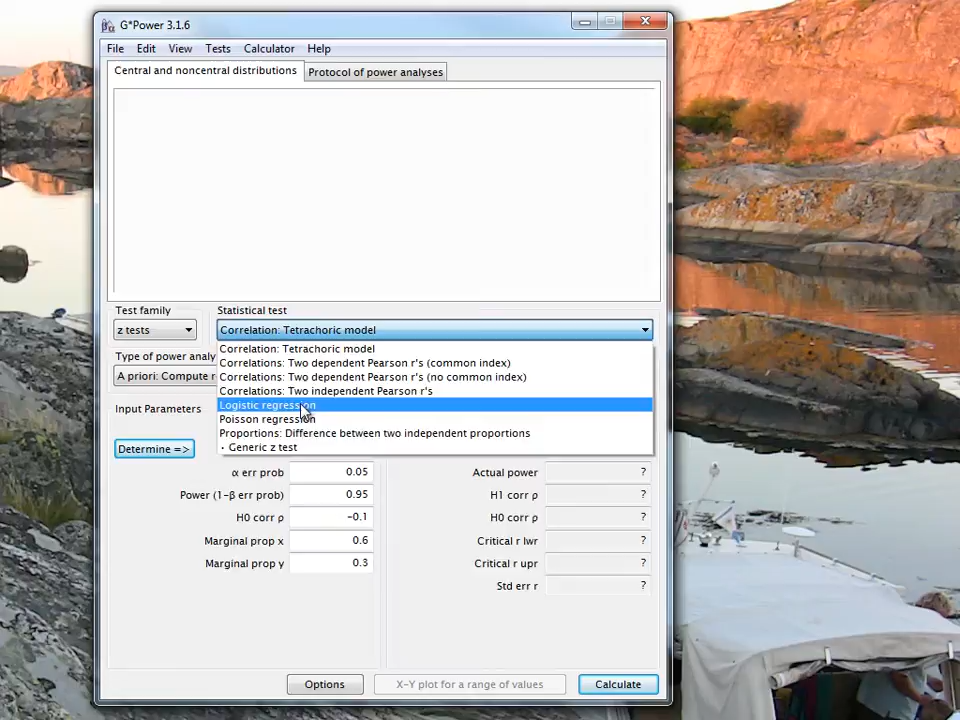 G*Power 3.1.6
File Edit View Tests Calculator Help
Central and noncentral distributions Protocol of power analyses
Test family Statistical test
z tests Correlation: Tetrachoric model
Correlation: Tetrachoric model
Type of power analy
Correlations: Two dependent Pearson r's (common index)
A priori: Compute r
Correlations: Two dependent Pearson r's (no common index)
Correlations: Two independent Pearson r's
Input Parameters
Logistic regression
Poisson regression
Proportions: Difference between two independent proportions
Determine =>
- Generic z test
α err prob 0.05 Actual power ?
Power (1-β err prob) 0.95 H1 corr ρ ?
H0 corr ρ -0.1 H0 corr ρ ?
Marginal prop x 0.6 Critical r lwr ?
Marginal prop y 0.3 Critical r upr ?
Std err r ?
Options X-Y plot for a range of values Calculate